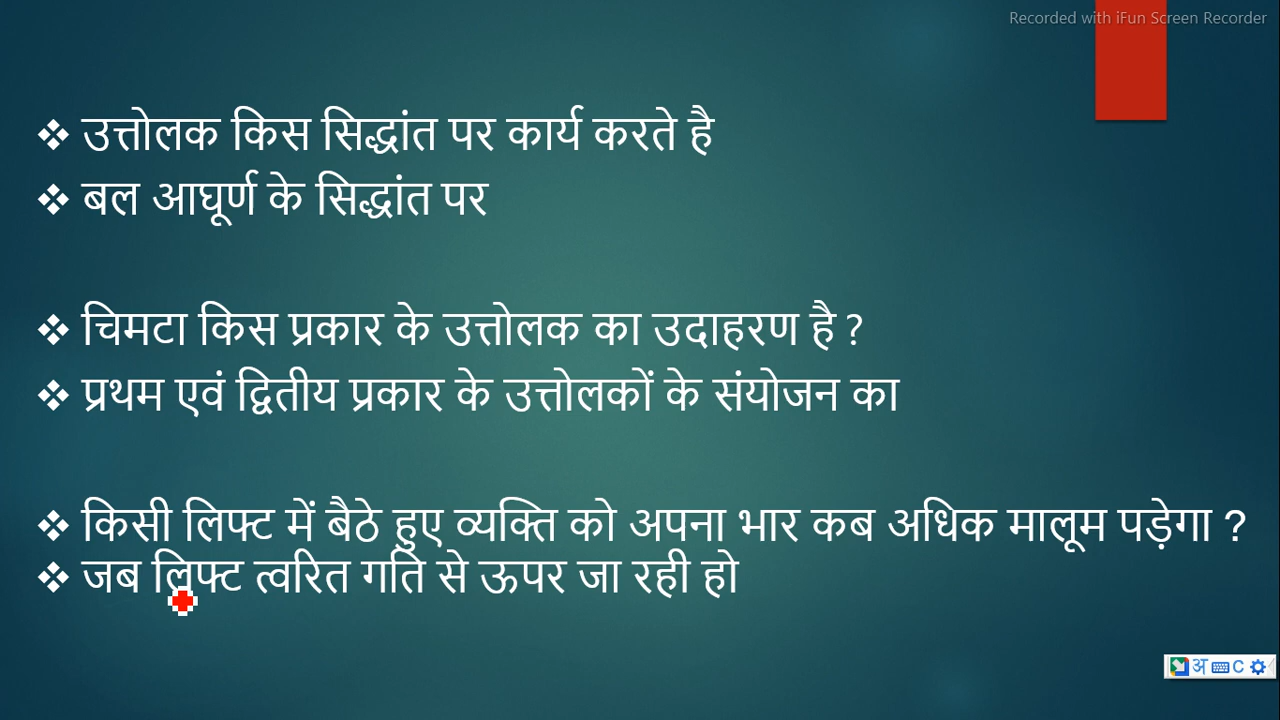 Recorded with iFun Screen Recorder
❖ उत्तोलक किस सिद्धांत पर कार्य करते है
❖ बल आघूर्ण के सिद्धांत पर
❖ चिमटा किस प्रकार के उत्तोलक का उदाहरण है ?
❖ प्रथम एवं द्वितीय प्रकार के उत्तोलकों के संयोजन का
❖ किसी लिफ्ट में बैठे हुए व्यक्ति को अपना भार कब अधिक मालूम पड़ेगा ?
❖ जब लिफ्ट त्वरित गति से ऊपर जा रही हो
अ C